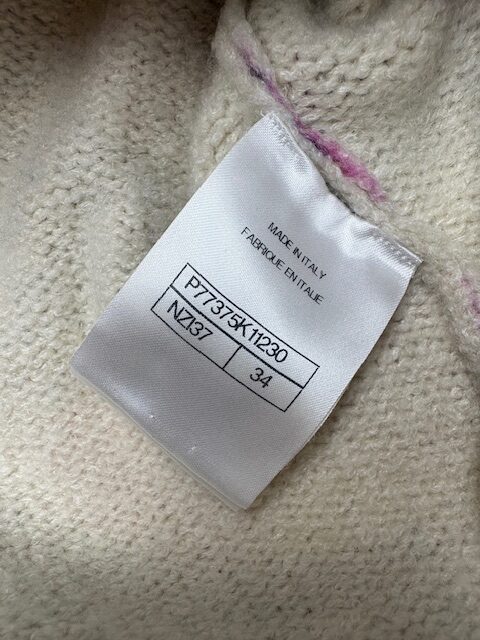 MADE IN ITALY
FABRIQUE EN ITALIE
P77375K11230
NZ137
34